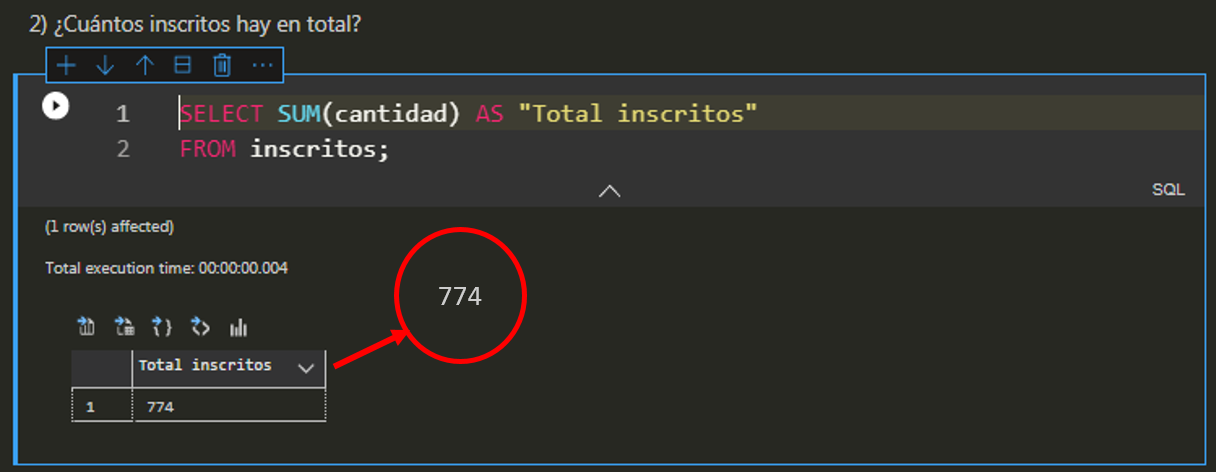 2) ¿Cuántos inscritos hay en total?
1 SELECT SUM(cantidad) AS "Total inscritos"
2 FROM inscritos;
SQL
(1 row(s) affected)
Total execution time: 00:00:00.004
774
Total inscritos
1 774